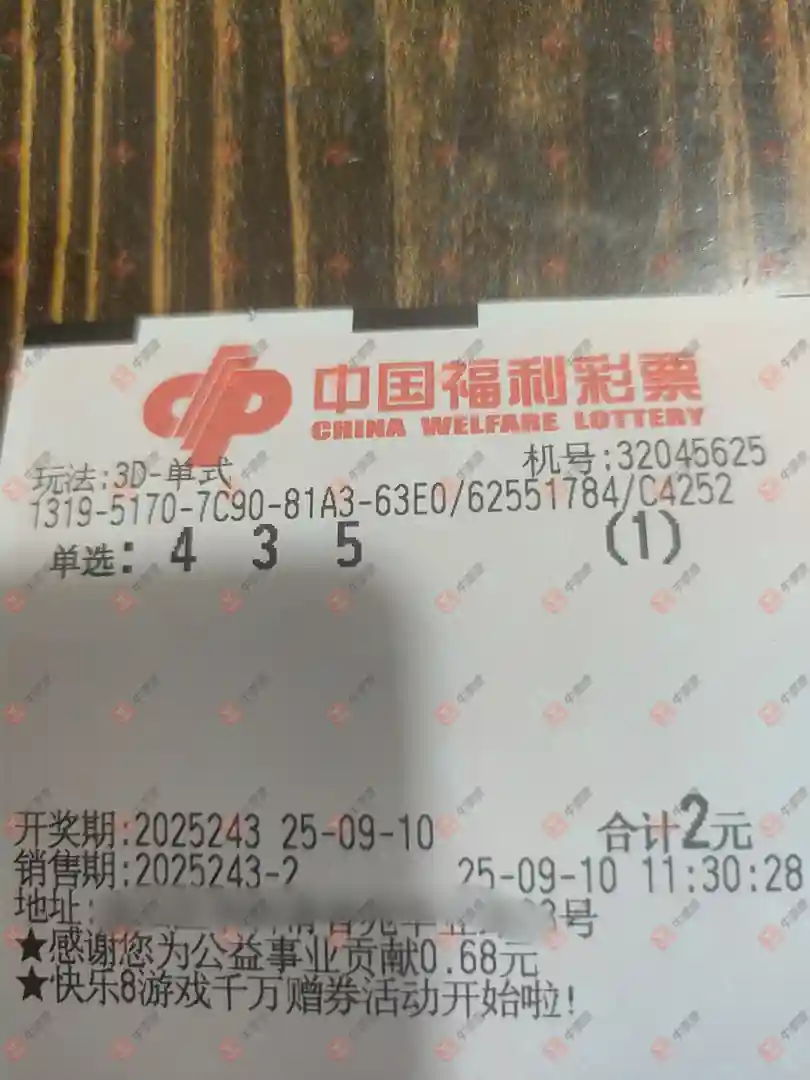 中国福利彩票
CHINA WELFARE LOTTERY
玩法:3D-单式 机号:32045625
1319-5170-7C90-81A3-63E0/62551784/C4252
单选: 4 3 5 (1)
开奖期:2025243 25-09-10 合计2元
销售期:2025243-2 25-09-10 11:30:28
地址: 号
★感谢您为公益事业贡献0.68元
★快乐8游戏千万赠券活动开始啦!